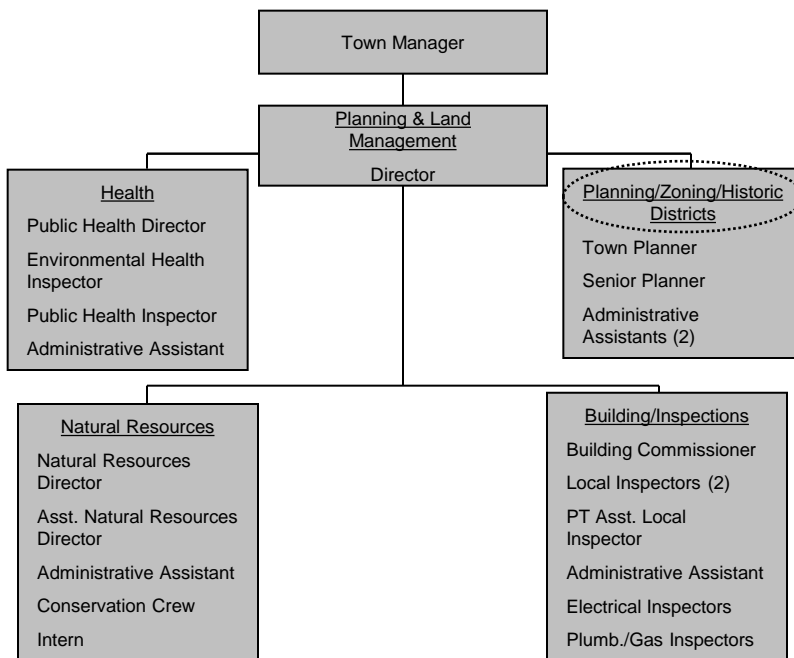 Town Manager
Planning & Land
Management
Director
Health
Public Health Director
Environmental Health
Inspector
Public Health Inspector
Administrative Assistant
Planning/Zoning/Historic
Districts
Town Planner
Senior Planner
Administrative
Assistants (2)
Natural Resources
Natural Resources
Director
Asst. Natural Resources
Director
Administrative Assistant
Conservation Crew
Intern
Building/Inspections
Building Commissioner
Local Inspectors (2)
PT Asst. Local
Inspector
Administrative Assistant
Electrical Inspectors
Plumb./Gas Inspectors